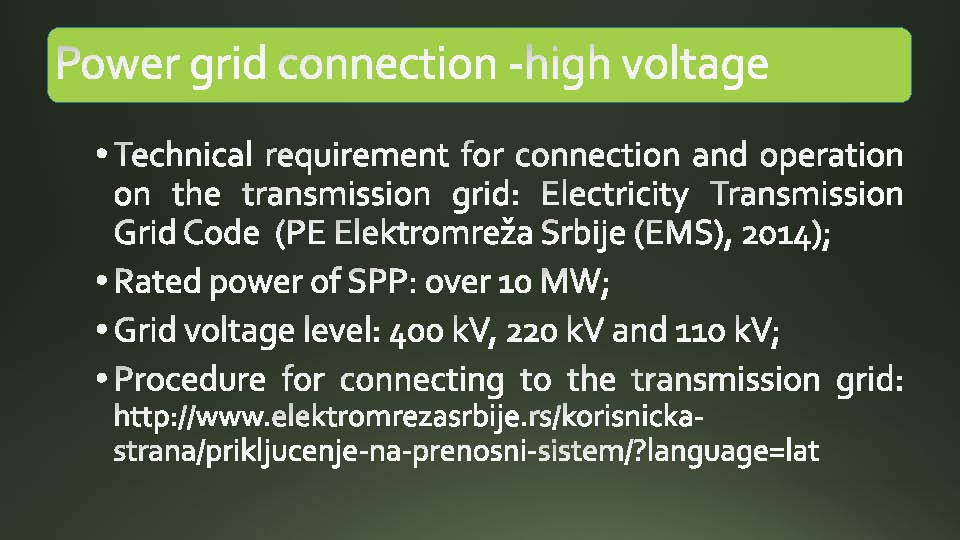 Power grid connection -high voltage
• Technical requirement for connection and operation
on the transmission grid: Electricity Transmission
Grid Code (PE Elektromreža Srbije (EMS), 2014);
• Rated power of SPP: over 10 MW;
• Grid voltage level: 400 kV, 220 kV and 110 kV;
• Procedure for connecting to the transmission grid:
http://www.elektromrezasrbije.rs/korisnicka-
strana/prikljucenje-na-prenosni-sistem/?language=lat